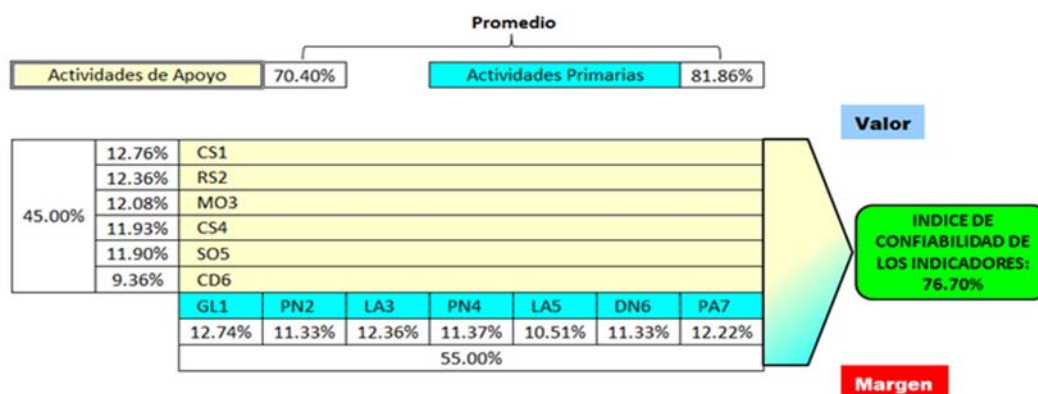 Promedio
Actividades de Apoyo 70.40% Actividades Primarias 81.86%
Valor
45.00%
12.76% CS1
12.36% RS2
12.08% MO3
11.93% CS4
11.90% SO5
9.36% CD6
GL1 PN2 LA3 PN4 LA5 DN6 PA7
12.74% 11.33% 12.36% 11.37% 10.51% 11.33% 12.22%
55.00%
INDICE DE
CONFIABILIDAD DE
LOS INDICADORES:
76.70%
Margen